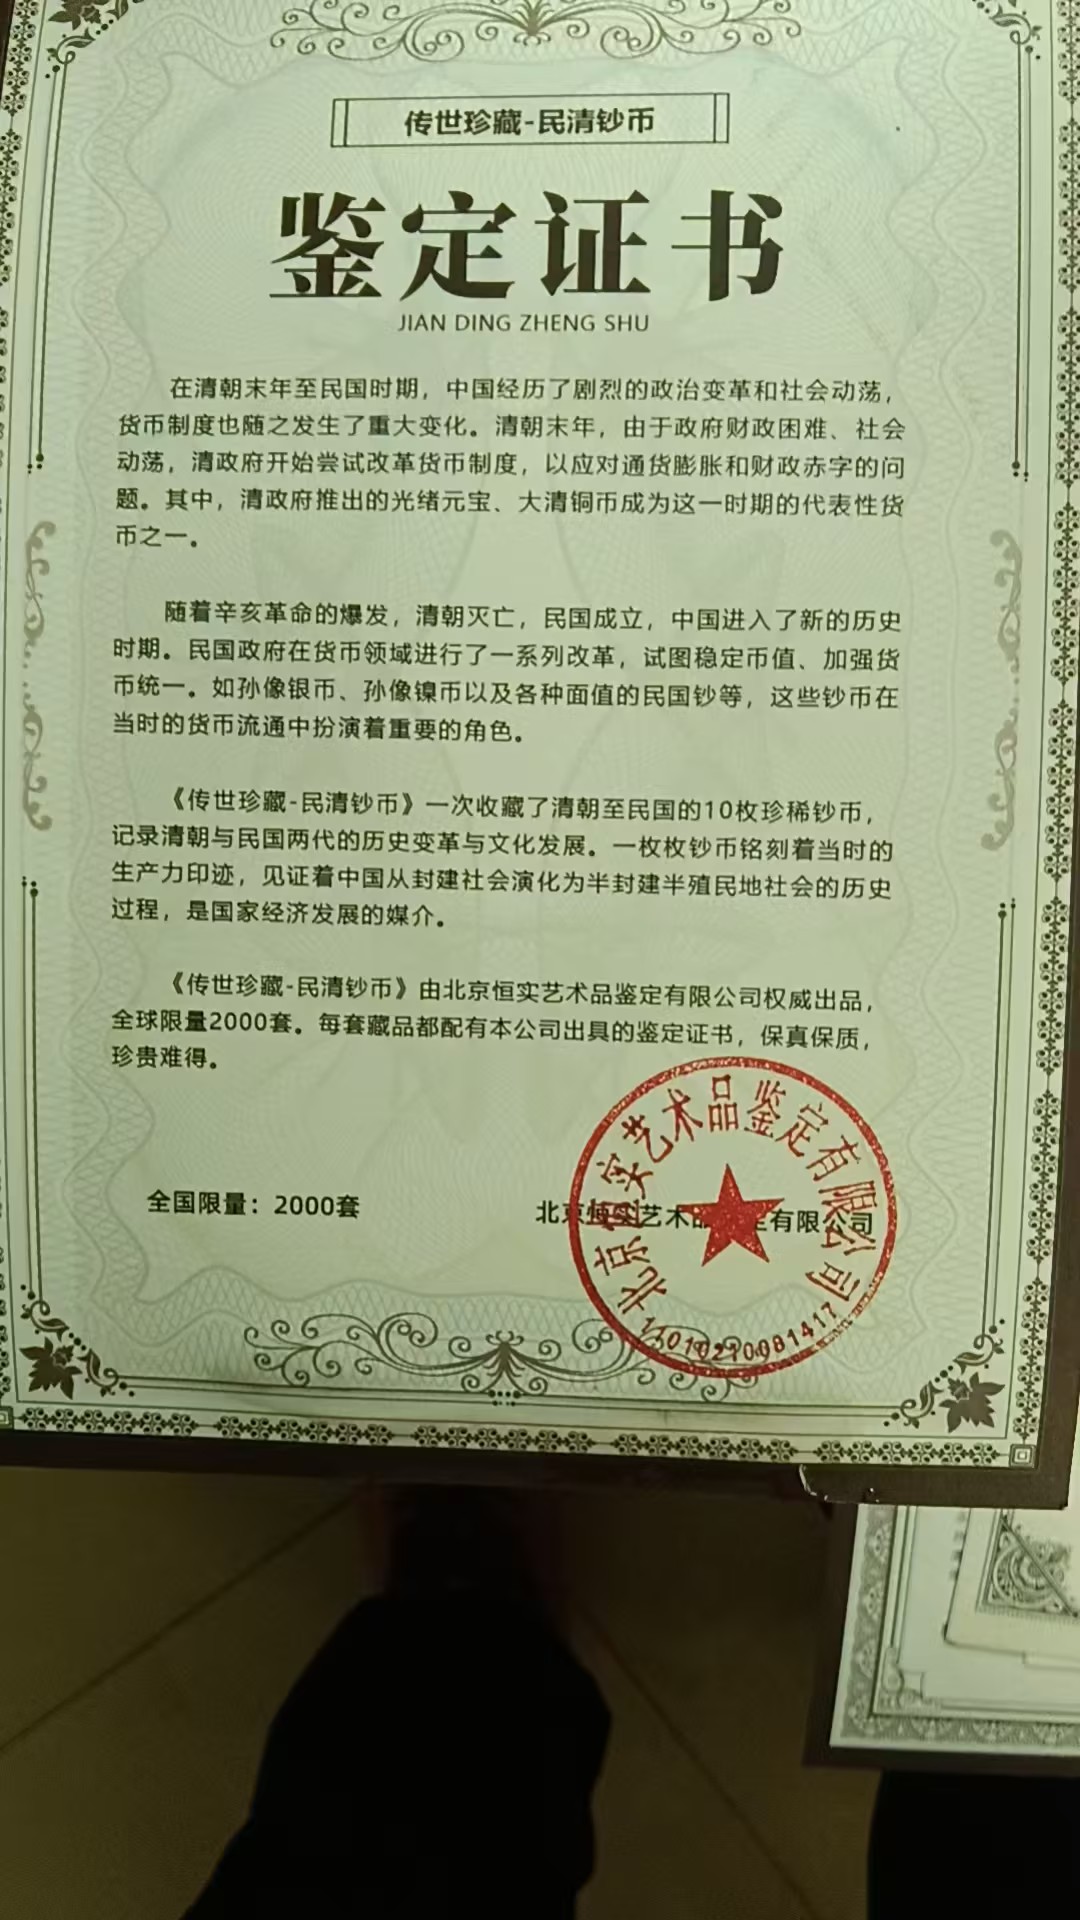 传世珍藏-民清钞币
鉴定证书
JIAN DING ZHENG SHU
在清朝末年至民国时期，中国经历了剧烈的政治变革和社会动荡，
货币制度也随之发生了重大变化。清朝末年，由于政府财政困难、社会
动荡，清政府开始尝试改革货币制度，以应对通货膨胀和财政赤字的问
题。其中，清政府推出的光绪元宝、大清铜币成为这一时期的代表性货
币之一。
随着辛亥革命的爆发，清朝灭亡，民国成立，中国进入了新的历史
时期。民国政府在货币领域进行了一系列改革，试图稳定币值、加强货
币统一。如孙像银币、孙像镍币以及各种面值的民国钞等，这些钞币在
当时的货币流通中扮演着重要的角色。
《传世珍藏-民清钞币》一次收藏了清朝至民国的10枚珍稀钞币，
记录清朝与民国两代的历史变革与文化发展。一枚枚钞币铭刻着当时的
生产力印迹，见证着中国从封建社会演化为半封建半殖民地社会的历史
过程，是国家经济发展的媒介。
《传世珍藏-民清钞币》由北京恒实艺术品鉴定有限公司权威出品，
全球限量2000套。每套藏品都配有本公司出具的鉴定证书，保真保质，
珍贵难得。
全国限量：2000套
北京恒实艺术品鉴定有限公司
北京恒实艺术品鉴定有限公司
11010210081417